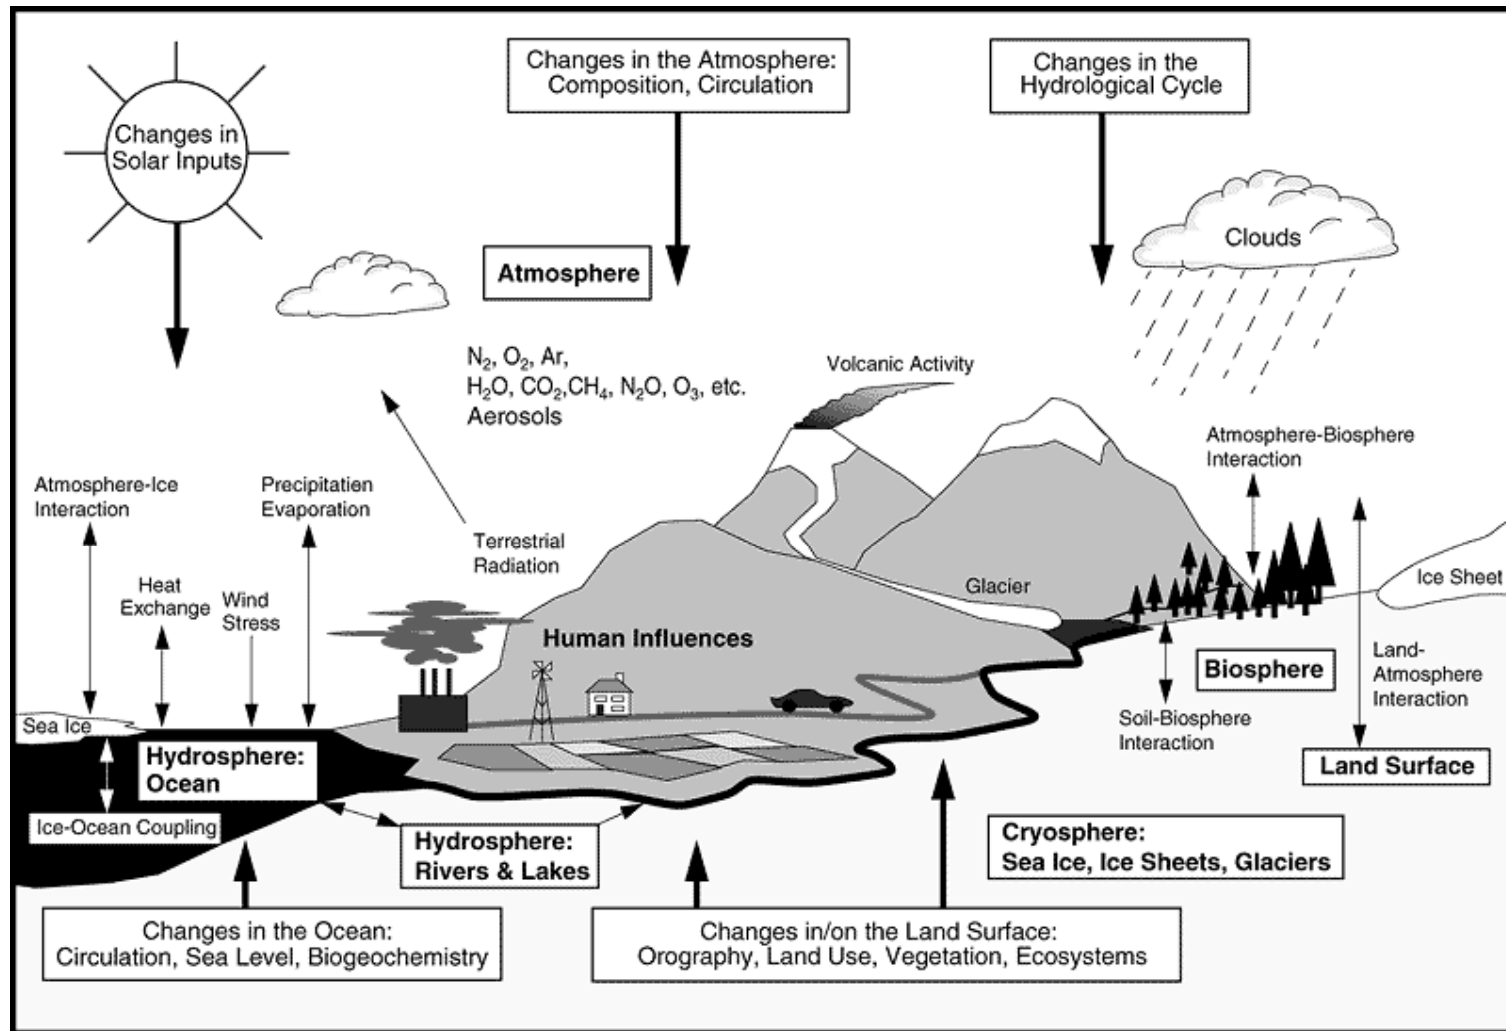 Changes in
Solar Inputs
Changes in the Atmosphere:
Composition, Circulation
Changes in the
Hydrological Cycle
Clouds
Atmosphere
N₂, O₂, Ar,
H₂O, CO₂,CH₄, N₂O, O₃, etc.
Aerosols
Volcanic Activity
Atmosphere-Biosphere
Interaction
Atmosphere-Ice
Interaction
Precipitation
Evaporation
Terrestrial
Radiation
Heat
Exchange
Wind
Stress
Glacier
Ice Sheet
Human Influences
Biosphere
Land-
Atmosphere
Interaction
Soil-Biosphere
Interaction
Sea Ice
Hydrosphere:
Ocean
Land Surface
Ice-Ocean Coupling
Hydrosphere:
Rivers & Lakes
Cryosphere:
Sea Ice, Ice Sheets, Glaciers
Changes in the Ocean:
Circulation, Sea Level, Biogeochemistry
Changes in/on the Land Surface:
Orography, Land Use, Vegetation, Ecosystems